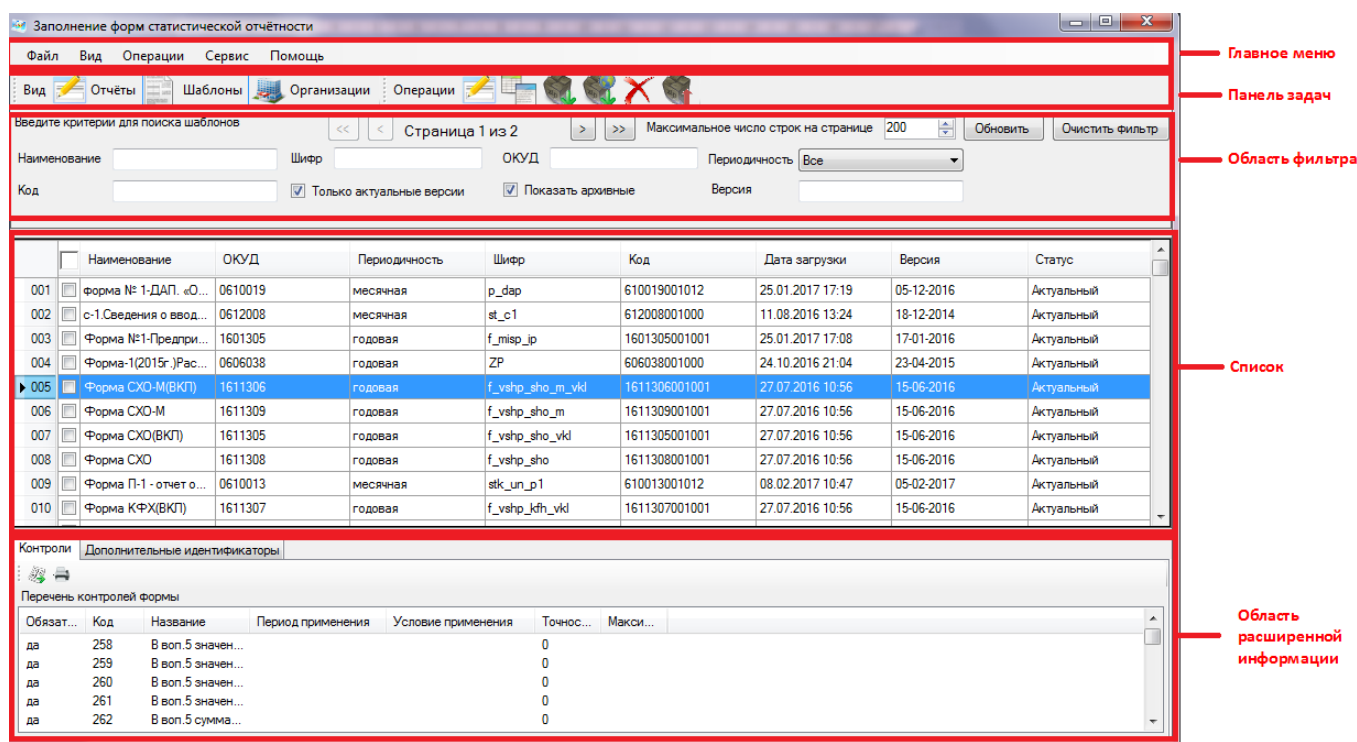 Заполнение форм статистической отчётности
Файл Вид Операции Сервис Помощь
Главное меню
Вид Отчёты Шаблоны Организации Операции
Панель задач
Введите критерии для поиска шаблонов << < Страница 1 из 2 > >> Максимальное число строк на странице 200 Обновить Очистить фильтр
Наименование Шифр ОКУД Периодичность Все
Область фильтра
Код Только актуальные версии Показать архивные Версия
Наименование ОКУД Периодичность Шифр Код Дата загрузки Версия Статус
001 форма № 1-ДАП. «О... 0610019 месячная p_dap 610019001012 25.01.2017 17:19 05-12-2016 Актуальный
002 с-1.Сведения о ввод... 0612008 месячная st_c1 612008001000 11.08.2016 13:24 18-12-2014 Актуальный
003 Форма №1-Предпри... 1601305 годовая f_misp_ip 1601305001000 25.01.2017 17:08 17-01-2016 Актуальный
004 Форма-1(2015г.)Рас... 0606038 годовая ZP 606038001000 24.10.2016 21:04 23-04-2015 Актуальный
Список
005 Форма СХО-М(ВКЛ) 1611306 годовая f_vshp_sho_m_vkl 1611306001001 27.07.2016 10:56 15-06-2016 Актуальный
006 Форма СХО-М 1611309 годовая f_vshp_sho_m 1611309001001 27.07.2016 10:56 15-06-2016 Актуальный
007 Форма СХО(ВКЛ) 1611305 годовая f_vshp_sho_vkl 1611305001001 27.07.2016 10:56 15-06-2016 Актуальный
008 Форма СХО 1611308 годовая f_vshp_sho 1611308001001 27.07.2016 10:56 15-06-2016 Актуальный
009 Форма П-1 - отчет о... 0610013 месячная stk_un_p1 610013001012 08.02.2017 10:47 05-02-2017 Актуальный
010 Форма КФХ(ВКЛ) 1611307 годовая f_vshp_kfh_vkl 1611307001001 27.07.2016 10:56 15-06-2016 Актуальный
Контроли Дополнительные идентификаторы
Перечень контролей формы
Обязат... Код Название Период применения Условие применения Точнос... Макси...
да 258 В воп.5 значен... 0
да 259 В воп.5 значен... 0
да 260 В воп.5 значен... 0
да 261 В воп.5 значен... 0
да 262 В воп.5 сумма... 0
Область
расширенной
информации